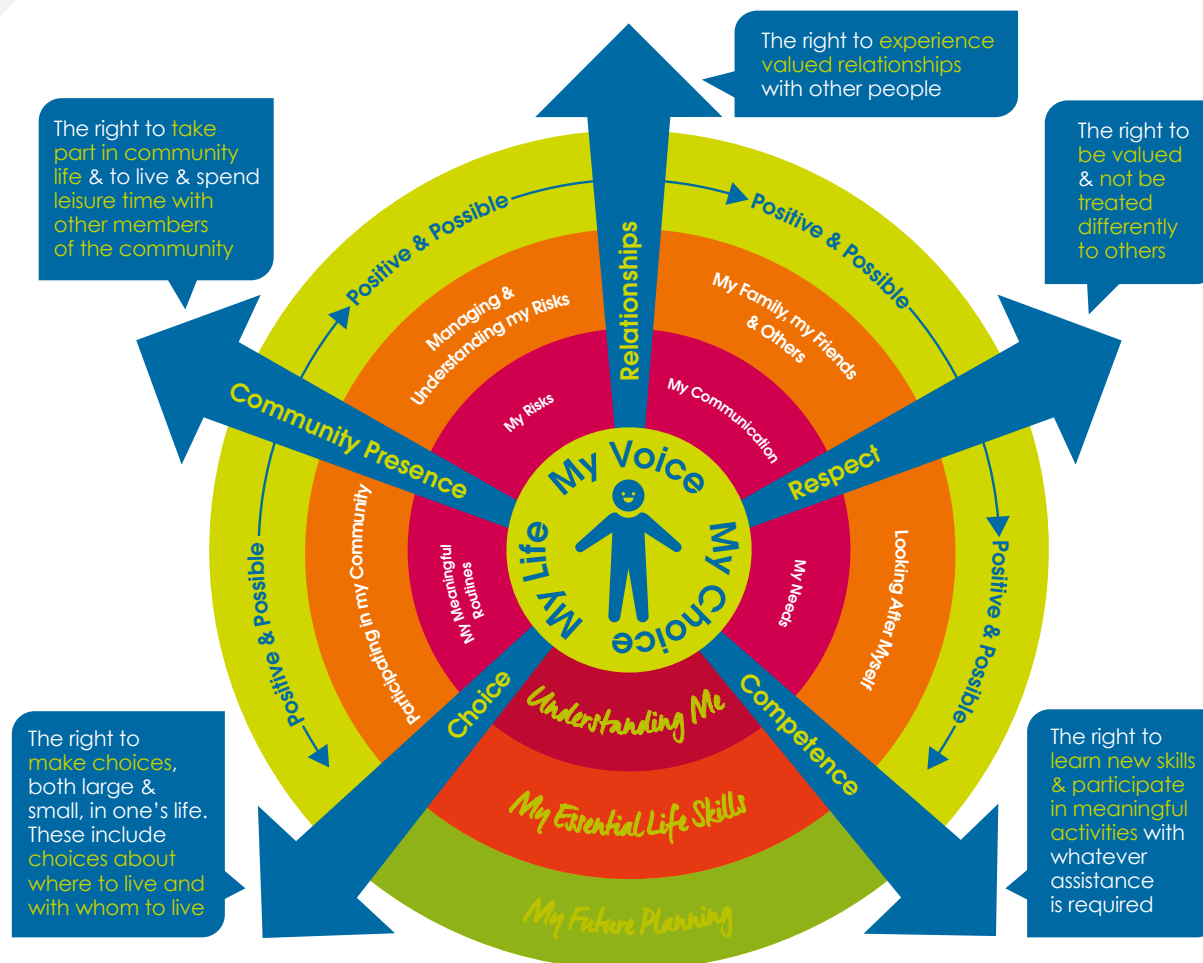 The right to experience
valued relationships
with other people
The right to take
part in community
life & to live & spend
leisure time with
other members
of the community
The right to
be valued
& not be
treated
differently
to others
Positive & Possible
Positive & Possible
Positive & Possible
Positive & Possible
Relationships
Respect
Competence
Choice
Community Presence
Managing &
Understanding my Risks
My Family, my Friends
& Others
Looking After Myself
Participating in my Community
My Risks
My Communication
My Needs
My Meaningful
Routines
My Voice
My Choice
My Life
Understanding Me
My Essential Life Skills
My Future Planning
The right to
make choices,
both large &
small, in one's life.
These include
choices about
where to live and
with whom to live
The right to
learn new skills
& participate
in meaningful
activities with
whatever
assistance
is required